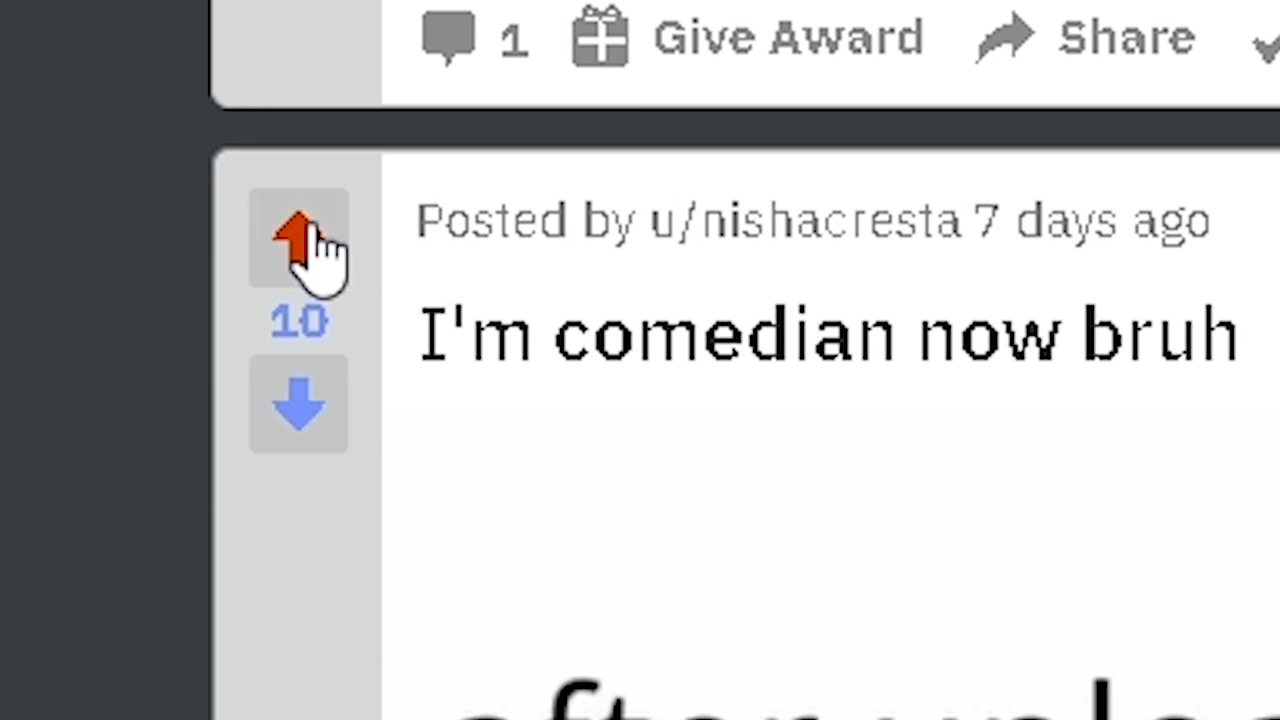 1 Give Award Share
Posted by u/nishacresta 7 days ago
10
I'm comedian now bruh